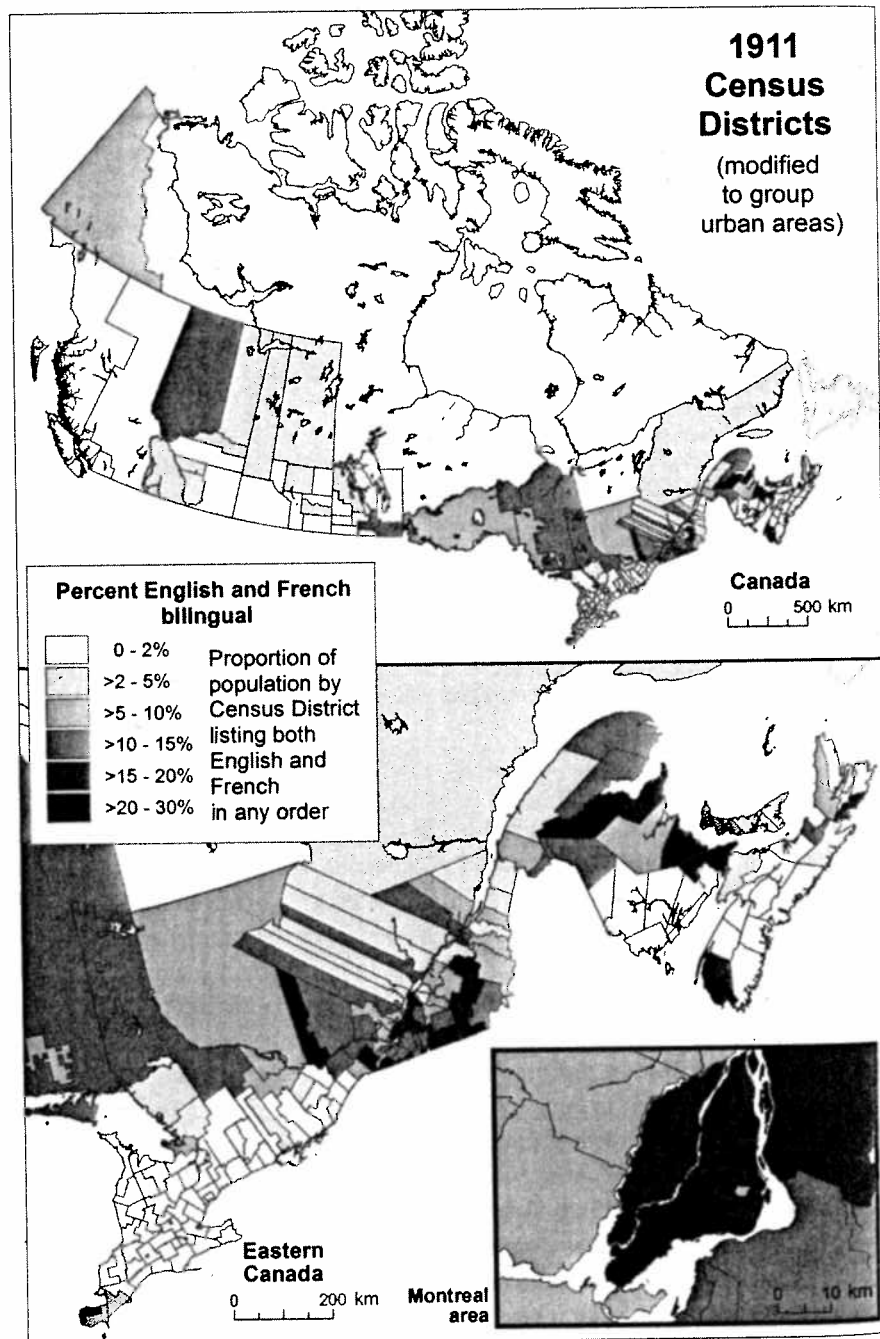 1911
Census
Districts
(modified
to group
urban areas)
Canada
0 500 km
Percent English and French
bilingual
0 - 2%
>2 - 5%
>5 - 10%
>10 - 15%
>15 - 20%
>20 - 30%
Proportion of
population by
Census District
listing both
English and
French
in any order
Eastern
Canada
0 200 km
Montreal
area
0 10 km